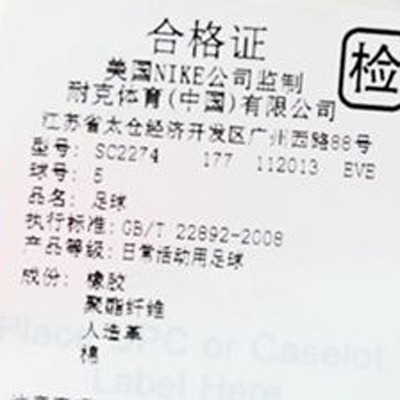 合格证
检
美国NIKE公司监制
耐克体育(中国)有限公司
江苏省太仓经济开发区广州西路88号
型号: SC2274 177 112013 EVE
球号: 5
品名: 足球
执行标准: GB/T 22892-2008
产品等级: 日常活动用足球
成份: 橡胶
聚酯纤维
人造革
棉
Place UPC or Caselot
Label Here